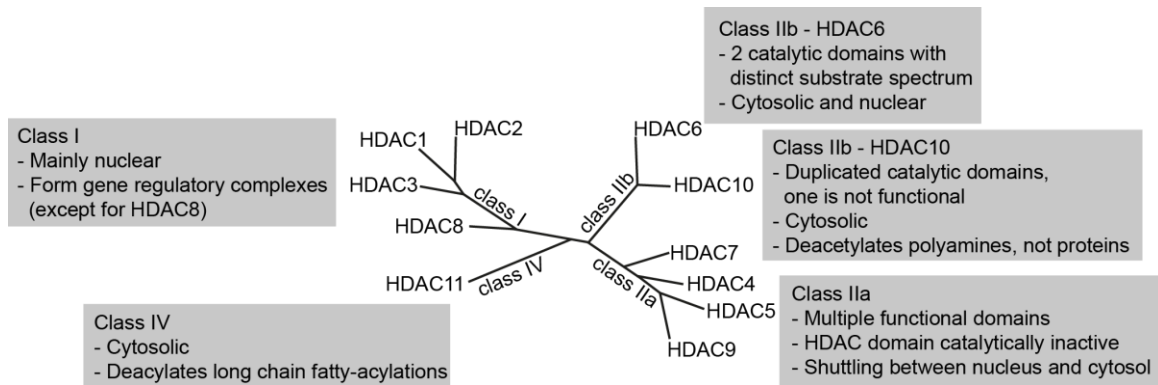 Class IIb - HDAC6
- 2 catalytic domains with
distinct substrate spectrum
- Cytosolic and nuclear
Class I
- Mainly nuclear
- Form gene regulatory complexes
(except for HDAC8)
HDAC1
HDAC2
HDAC3
HDAC8
class I
HDAC6
HDAC10
class IIb
Class IIb - HDAC10
- Duplicated catalytic domains,
one is not functional
- Cytosolic
- Deacetylates polyamines, not proteins
HDAC11
class IV
HDAC7
HDAC4
HDAC5
HDAC9
class IIa
Class IV
- Cytosolic
- Deacylates long chain fatty-acylations
Class IIa
- Multiple functional domains
- HDAC domain catalytically inactive
- Shuttling between nucleus and cytosol